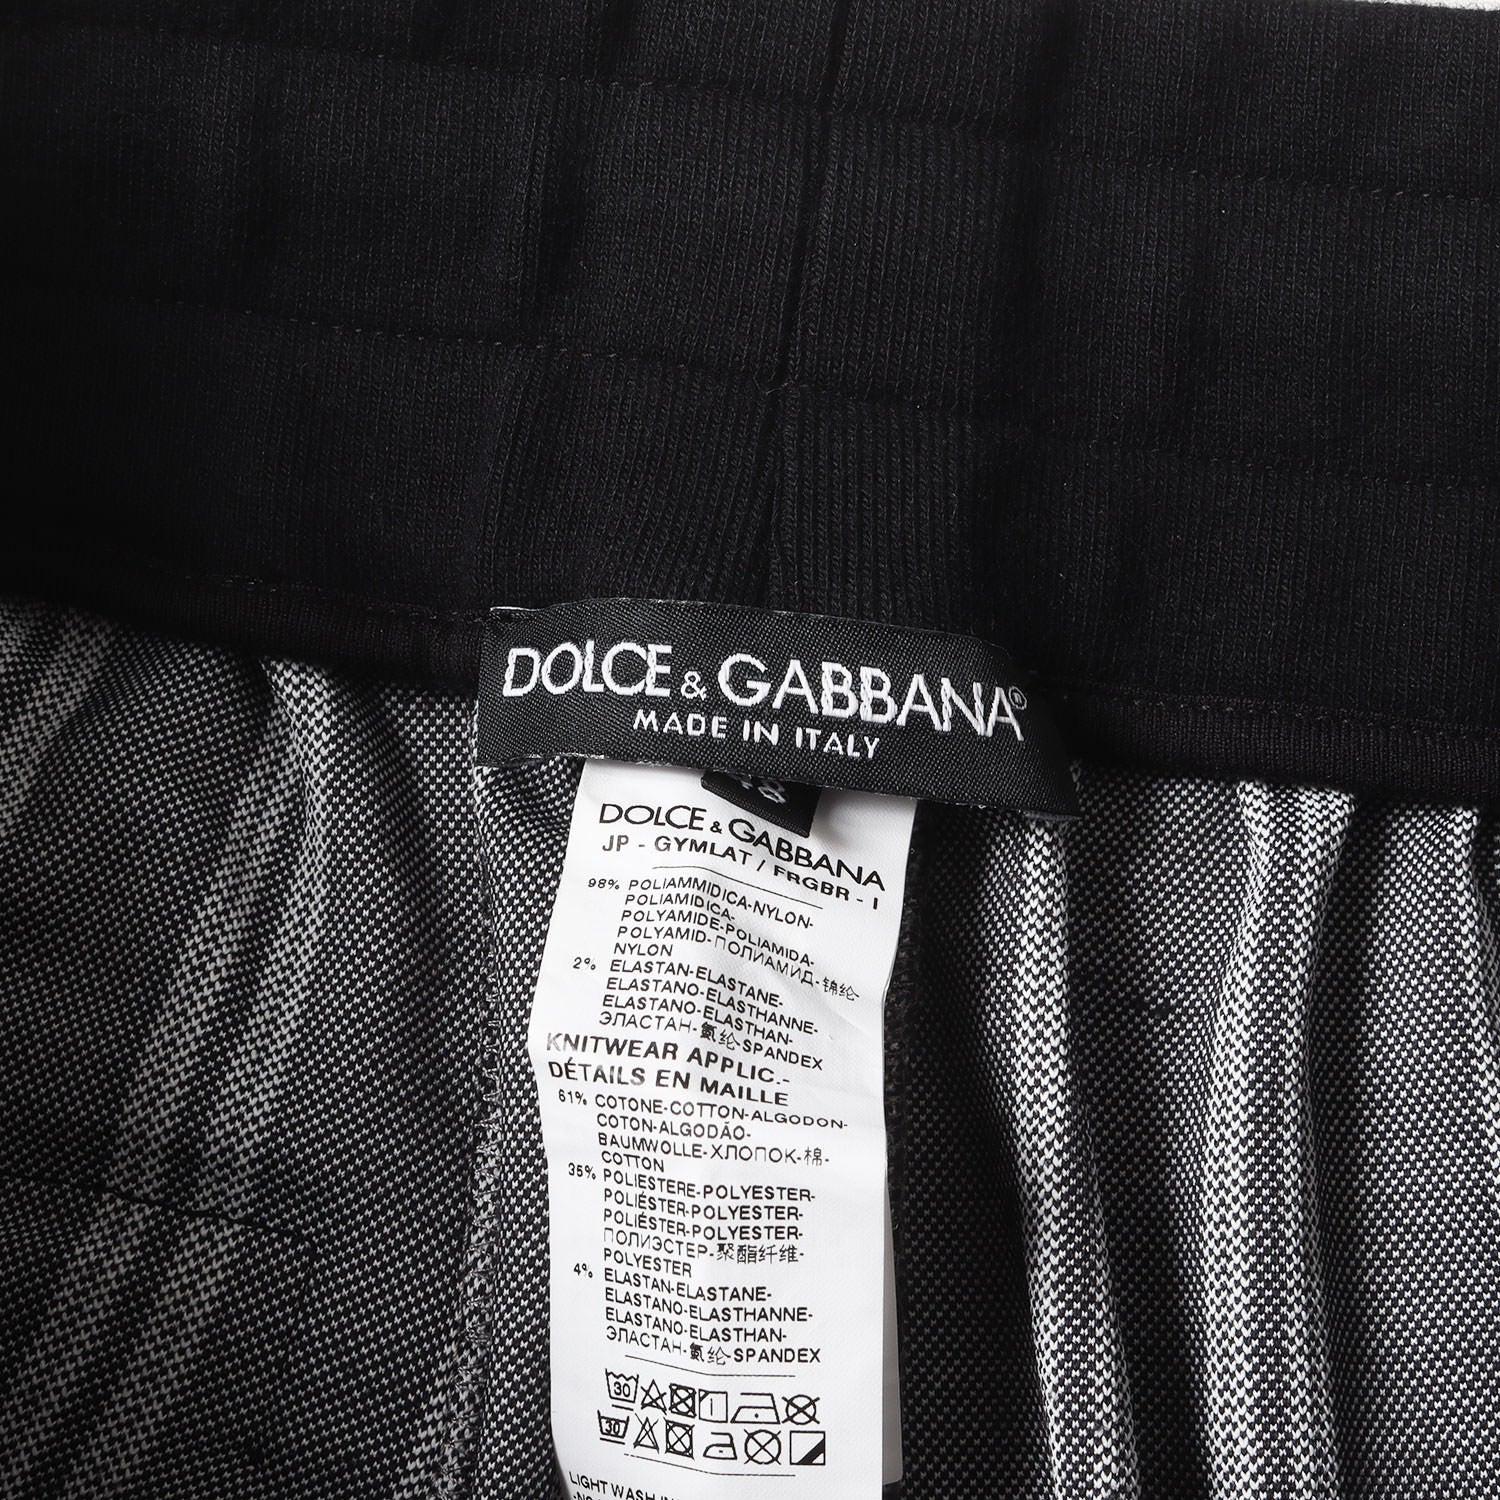 DOLCE & GABBANA®
MADE IN ITALY
DOLCE & GABBANA
JP - GYMLAT / FRGBR - I
98% POLIAMMIDICA-NYLON-
POLIAMIDICA-
POLYAMIDE-POLIAMIDA-
POLYAMID-ПОЛИАМИД-锦纶-
NYLON
2% ELASTAN-ELASTANE-
ELASTANO-ELASTHANNE-
ELASTANO-ELASTHAN-
ЭЛАСТАН-氨纶-SPANDEX
KNITWEAR APPLIC.-
DÉTAILS EN MAILLE
61% COTONE-COTTON-ALGODON-
COTON-ALGODÃO-
BAUMWOLLE-ХЛОПОК-棉-
COTTON
35% POLIESTERE-POLYESTER-
POLIÉSTER-POLYESTER-
POLIÉSTER-POLYESTER-
ПОЛИЭСТЕР-聚酯纤维-
POLYESTER
4% ELASTAN-ELASTANE-
ELASTANO-ELASTHANNE-
ELASTANO-ELASTHAN-
ЭЛАСТАН-氨纶-SPANDEX
30
30
LIGHT WASH IN